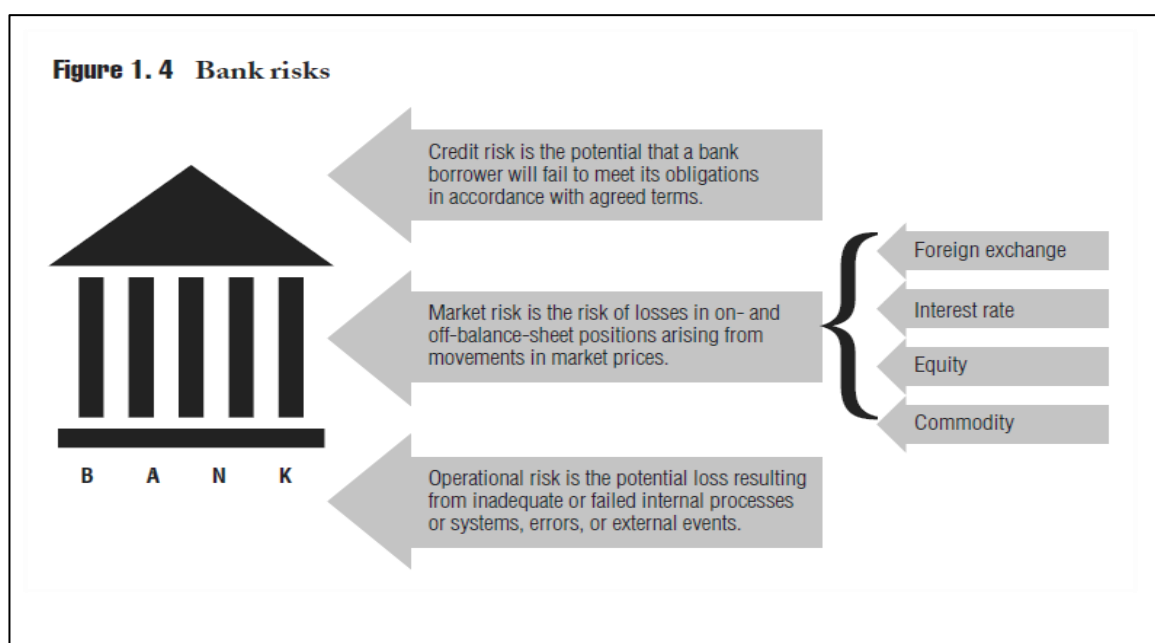 Figure 1. 4 Bank risks
Credit risk is the potential that a bank
borrower will fail to meet its obligations
in accordance with agreed terms.
Market risk is the risk of losses in on- and
off-balance-sheet positions arising from
movements in market prices.
Foreign exchange
Interest rate
Equity
Commodity
Operational risk is the potential loss resulting
from inadequate or failed internal processes
or systems, errors, or external events.
B A N K